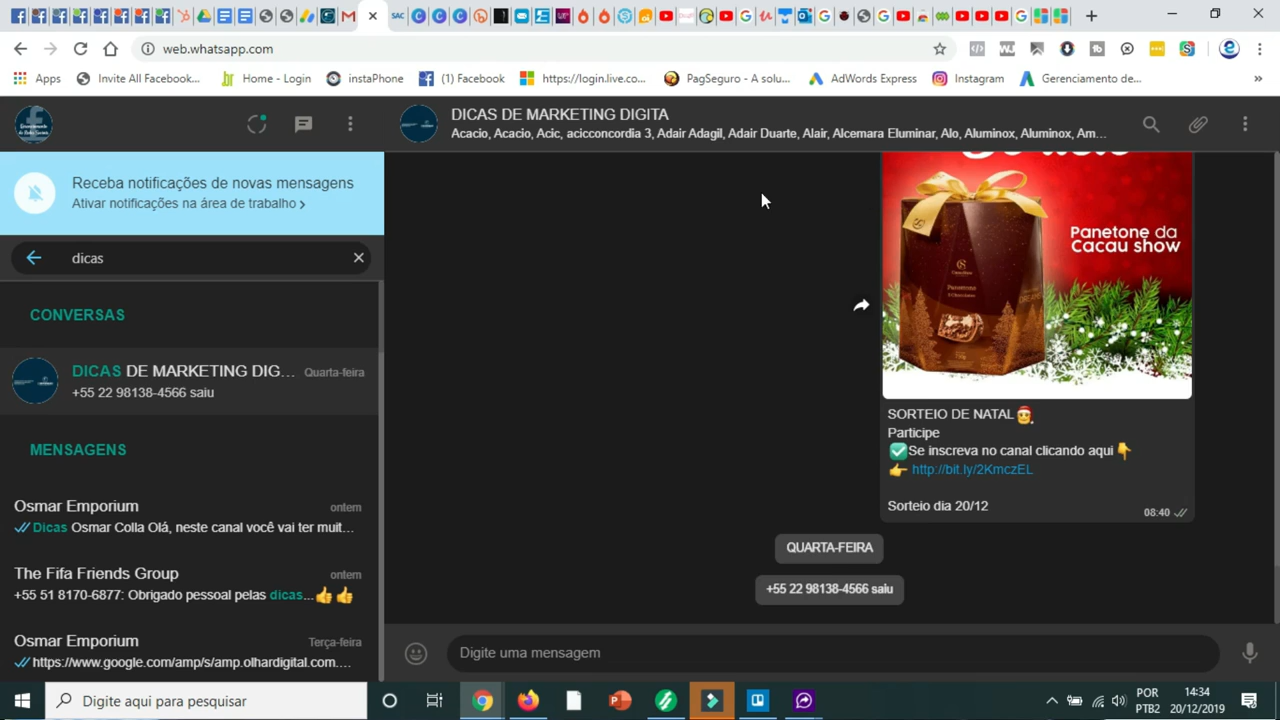 web.whatsapp.com
Apps
Invite All Facebook...
Home - Login
instaPhone
(1) Facebook
https://login.live.co...
PagSeguro - A solu...
AdWords Express
Instagram
Gerenciamento de...
DICAS DE MARKETING DIGITA
Acacio, Acacio, Acic, acicconcordia 3, Adair Adagil, Adair Duarte, Alair, Alcemara Eluminar, Alo, Aluminox, Aluminox, Am...
Receba notificações de novas mensagens
Ativar notificações na área de trabalho >
dicas
CONVERSAS
DICAS DE MARKETING DIG... Quarta-feira
+55 22 98138-4566 saiu
MENSAGENS
Osmar Emporium ontem
Dicas Osmar Colla Olá, neste canal você vai ter muit...
The Fifa Friends Group ontem
+55 51 8170-6877: Obrigado pessoal pelas dicas...👍👍
Osmar Emporium Terça-feira
https://www.google.com/amp/s/amp.olhardigital.com....
Panetone da
Cacau show
Panetone
SORTEIO DE NATAL🎅
Participe
✅Se inscreva no canal clicando aqui👇
👉 http://bit.ly/2KmczEL
Sorteio dia 20/12
08:40
QUARTA-FEIRA
+55 22 98138-4566 saiu
Digite uma mensagem
Digite aqui para pesquisar
POR
PTB2
14:34
20/12/2019